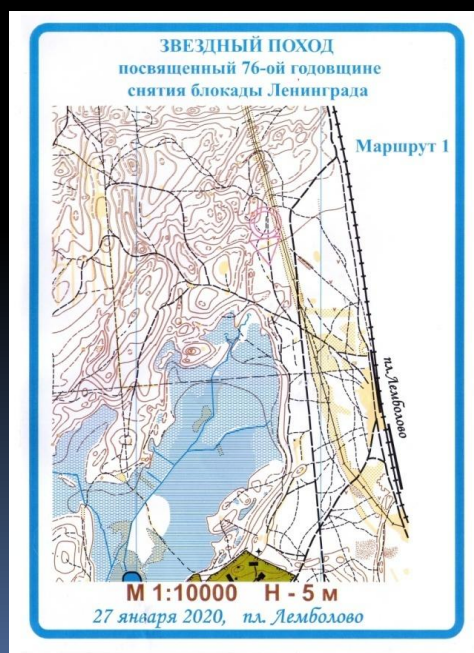 ЗВЕЗДНЫЙ ПОХОД
посвященный 76-ой годовщине
снятия блокады Ленинграда
Маршрут 1
пл. Лемболово
М 1:10000 Н - 5 м
27 января 2020, пл. Лемболово